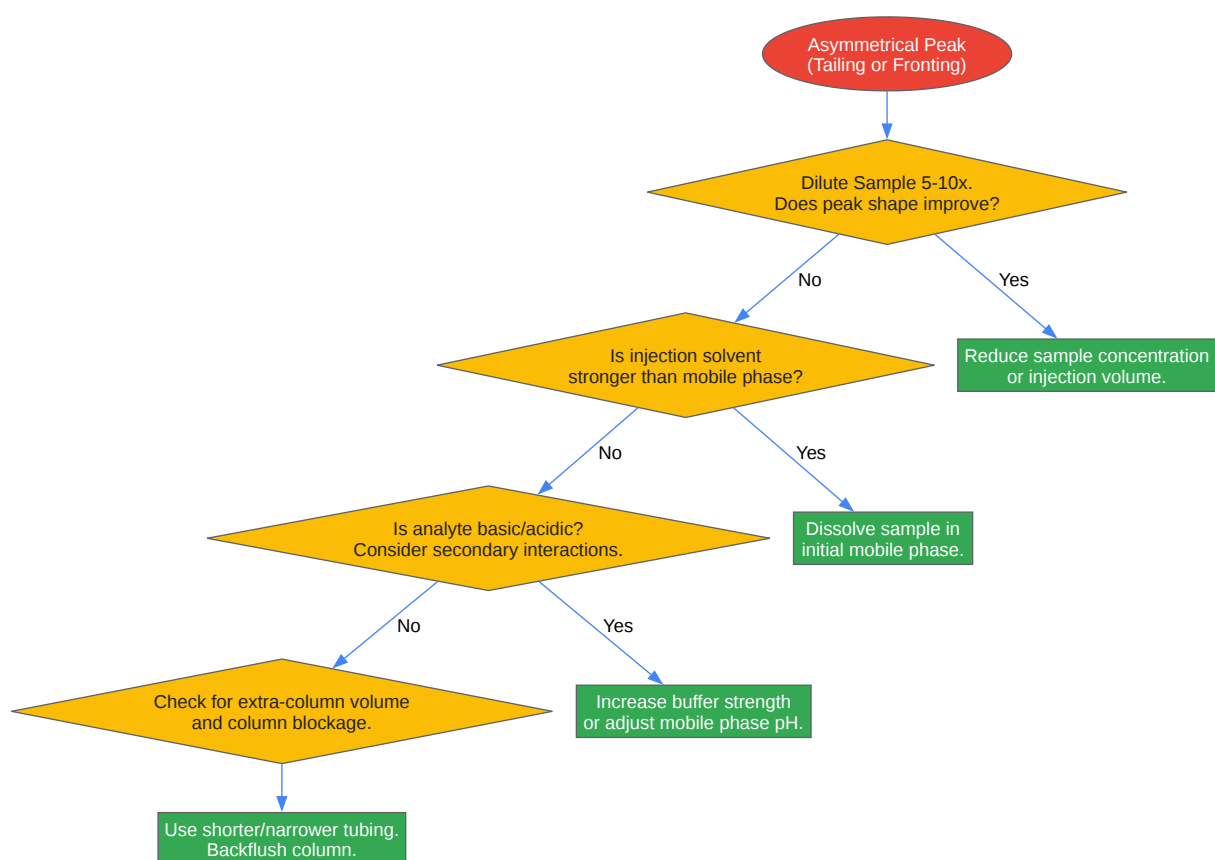 Asymmetrical Peak
(Tailing or Fronting)
Dilute Sample 5-10x.
Does peak shape improve?
No
Yes
Is injection solvent
stronger than mobile phase?
Reduce sample concentration
or injection volume.
No
Yes
Is analyte basic/acidic?
Consider secondary interactions.
Dissolve sample in
initial mobile phase.
No
Yes
Check for extra-column volume
and column blockage.
Increase buffer strength
or adjust mobile phase pH.
Use shorter/narrower tubing.
Backflush column.